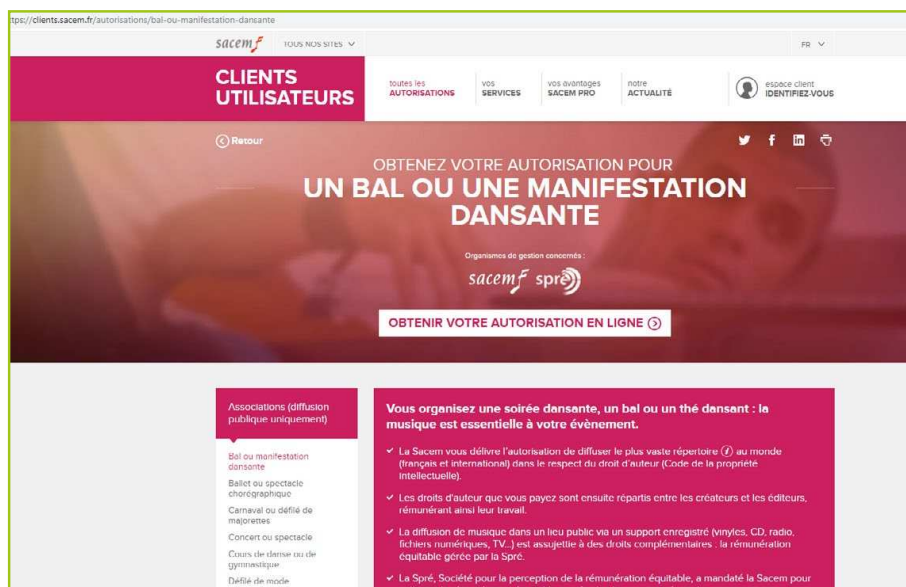 tps://clients.sacem.fr/autorisations/bal-ou-manifestation-dansante
sacem
TOUS NOS SITES
FR
CLIENTS
UTILISATEURS
toutes les
AUTORISATIONS
vos
SERVICES
vos avantages
SACEM PRO
notre
ACTUALITÉ
espace client
IDENTIFIEZ-VOUS
Retour
OBTENEZ VOTRE AUTORISATION POUR
UN BAL OU UNE MANIFESTATION
DANSANTE
Organismes de gestion concernés :
sacem spré
OBTENIR VOTRE AUTORISATION EN LIGNE
Associations (diffusion
publique uniquement)
Bal ou manifestation
dansante
Ballet ou spectacle
chorégraphique
Carnaval ou défilé de
majorettes
Concert ou spectacle
Cours de danse ou de
gymnastique
Défilé de mode
Vous organisez une soirée dansante, un bal ou un thé dansant : la
musique est essentielle à votre évènement.
La Sacem vous délivre l'autorisation de diffuser le plus vaste répertoire (i) au monde
(français et international) dans le respect du droit d'auteur (Code de la propriété
intellectuelle).
Les droits d'auteur que vous payez sont ensuite répartis entre les créateurs et les éditeurs,
rémunérant ainsi leur travail.
La diffusion de musique dans un lieu public via un support enregistré (vinyles, CD, radio,
fichiers numériques, TV...) est assujettie à des droits complémentaires : la rémunération
équitable gérée par la Spré.
La Spré, Société pour la perception de la rémunération équitable, a mandaté la Sacem pour